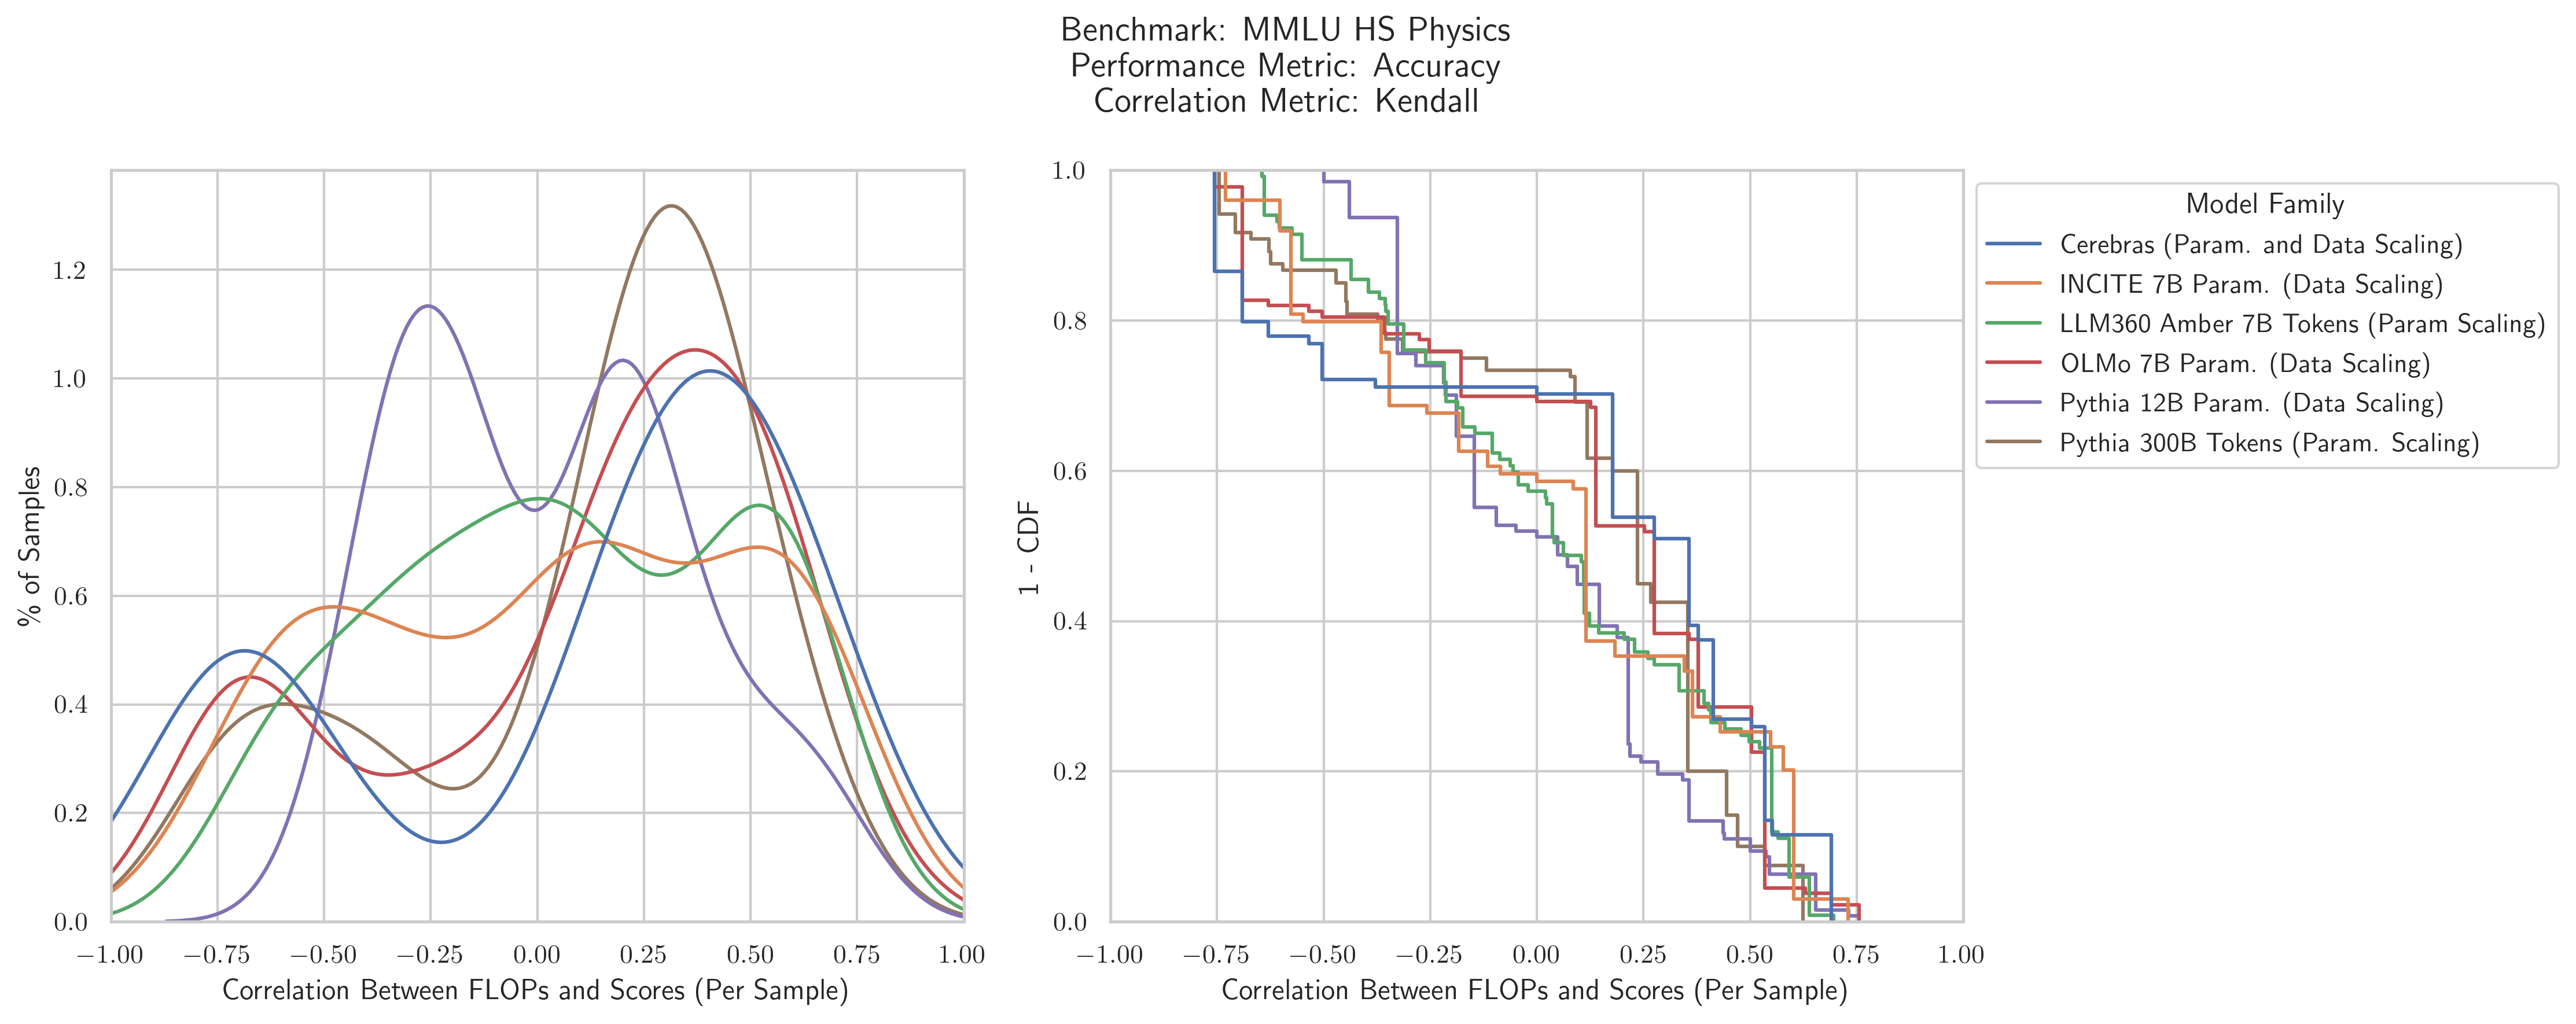 Benchmark: MMLU HS Physics
Performance Metric: Accuracy
Correlation Metric: Kendall
% of Samples
1.2
1.0
0.8
0.6
0.4
0.2
0.0
−1.00 −0.75 −0.50 −0.25 0.00 0.25 0.50 0.75 1.00
Correlation Between FLOPs and Scores (Per Sample)
1 - CDF
1.0
0.8
0.6
0.4
0.2
0.0
−1.00 −0.75 −0.50 −0.25 0.00 0.25 0.50 0.75 1.00
Correlation Between FLOPs and Scores (Per Sample)
Model Family
Cerebras (Param. and Data Scaling)
INCITE 7B Param. (Data Scaling)
LLM360 Amber 7B Tokens (Param Scaling)
OLMo 7B Param. (Data Scaling)
Pythia 12B Param. (Data Scaling)
Pythia 300B Tokens (Param. Scaling)